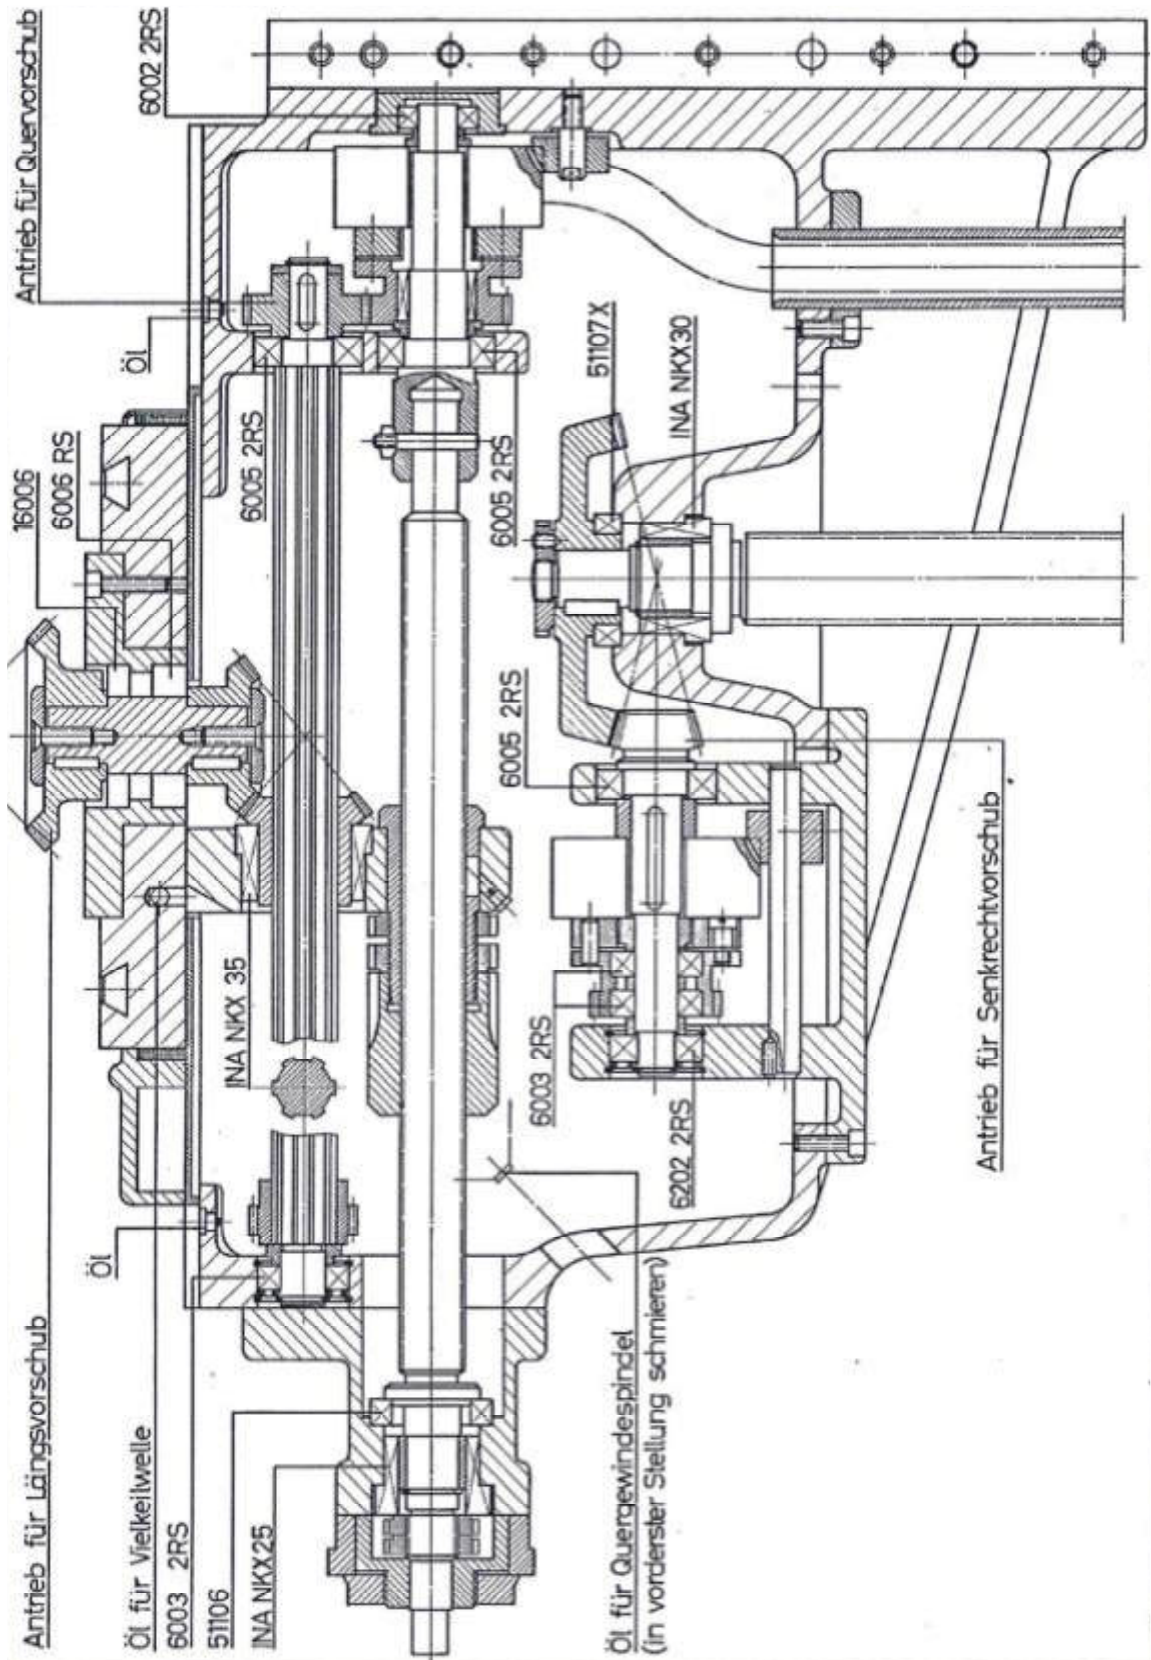 Antrieb für Längsvorschub
Öl für Vielkeilwelle
6003 2RS
51106
INA NKX25
Öl
INA NKX 35
16006
6006 RS
Öl
Antrieb für Quervorschub
6002 2RS
6005 2RS
6005 2RS
51107X
INA NKX30
6005 2RS
6003 2RS
6202 2RS
Antrieb für Senkrechtvorschub
Öl für Quergewindespindel
(in vorderster Stellung schmieren)